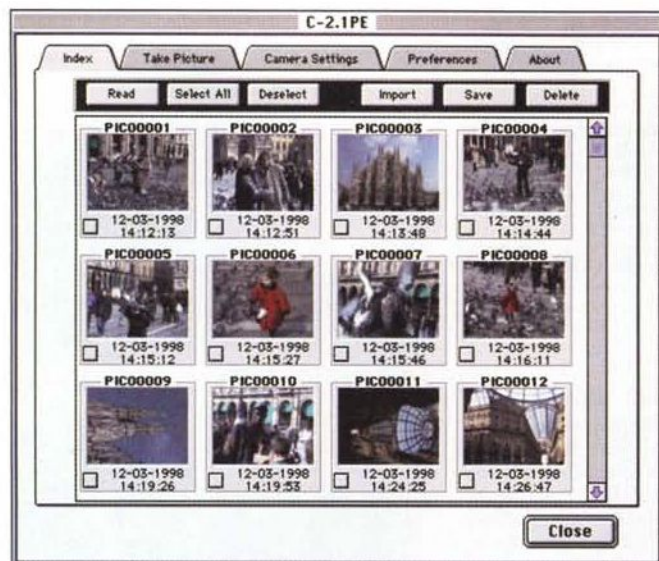 C-2.1PE
Index Take Picture Camera Settings Preferences About
Read Select All Deselect Import Save Delete
PIC00001 PIC00002 PIC00003 PIC00004
12-03-1998 12-03-1998 12-03-1998 12-03-1998
14:12:13 14:12:51 14:13:48 14:14:44
PIC00005 PIC00006 PIC00007 PIC00008
12-03-1998 12-03-1998 12-03-1998 12-03-1998
14:15:12 14:15:27 14:15:46 14:16:11
PIC00009 PIC00010 PIC00011 PIC00012
12-03-1998 12-03-1998 12-03-1998 12-03-1998
14:19:26 14:19:53 14:24:25 14:26:47
Close